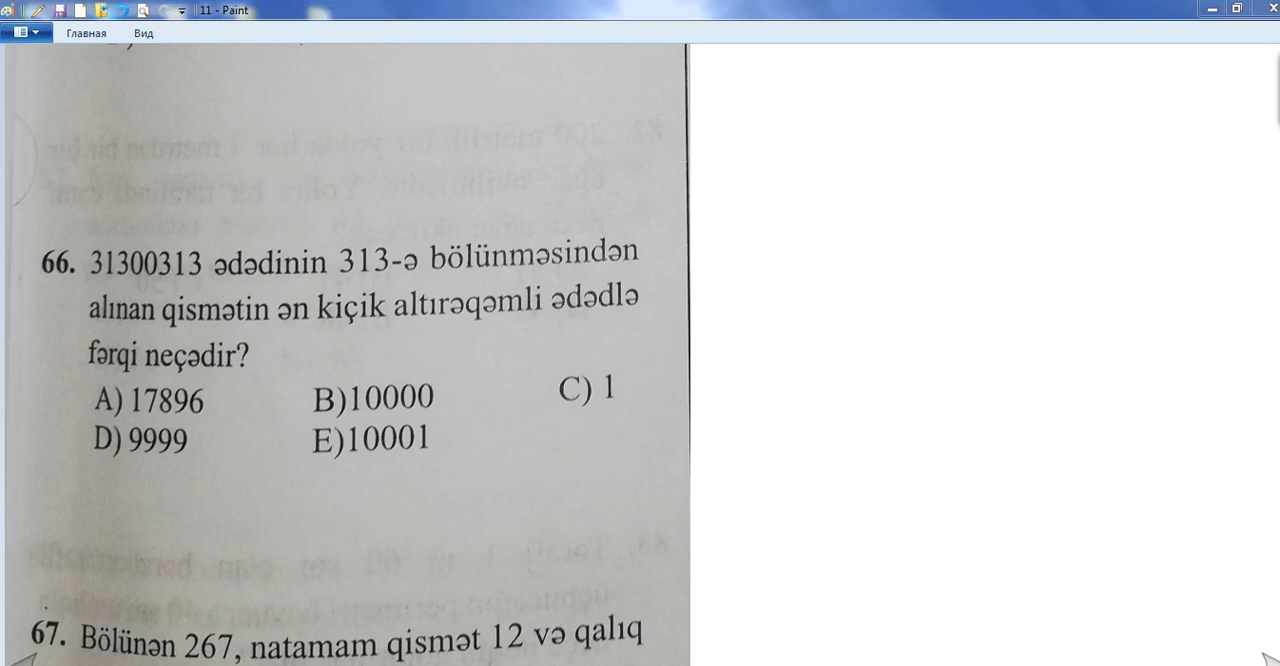 11 - Paint
Главная Вид
66. 31300313 ədədinin 313-ə bölünməsindən
alınan qismətin ən kiçik altırəqəmli ədədlə
fərqi neçədir?
A) 17896 B)10000 C) 1
D) 9999 E)10001
67. Bölünən 267, natamam qismət 12 və qalıq